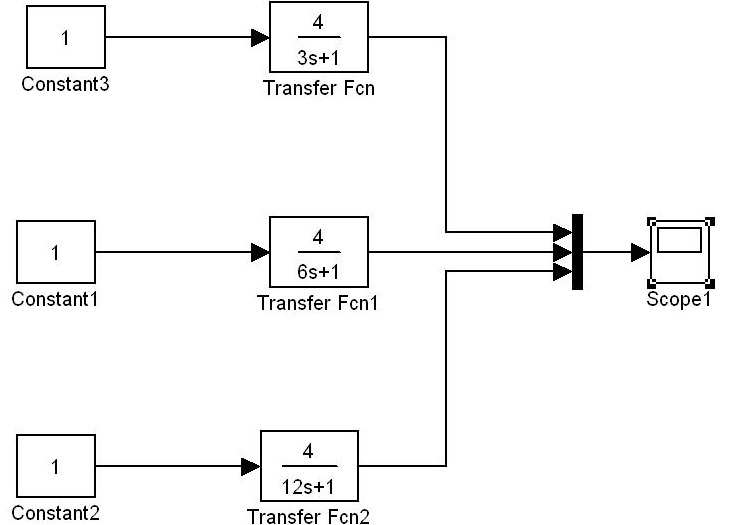 1
4
3s+1
Constant3
Transfer Fcn
1
4
6s+1
Constant1
Transfer Fcn1
Scope1
1
4
12s+1
Constant2
Transfer Fcn2